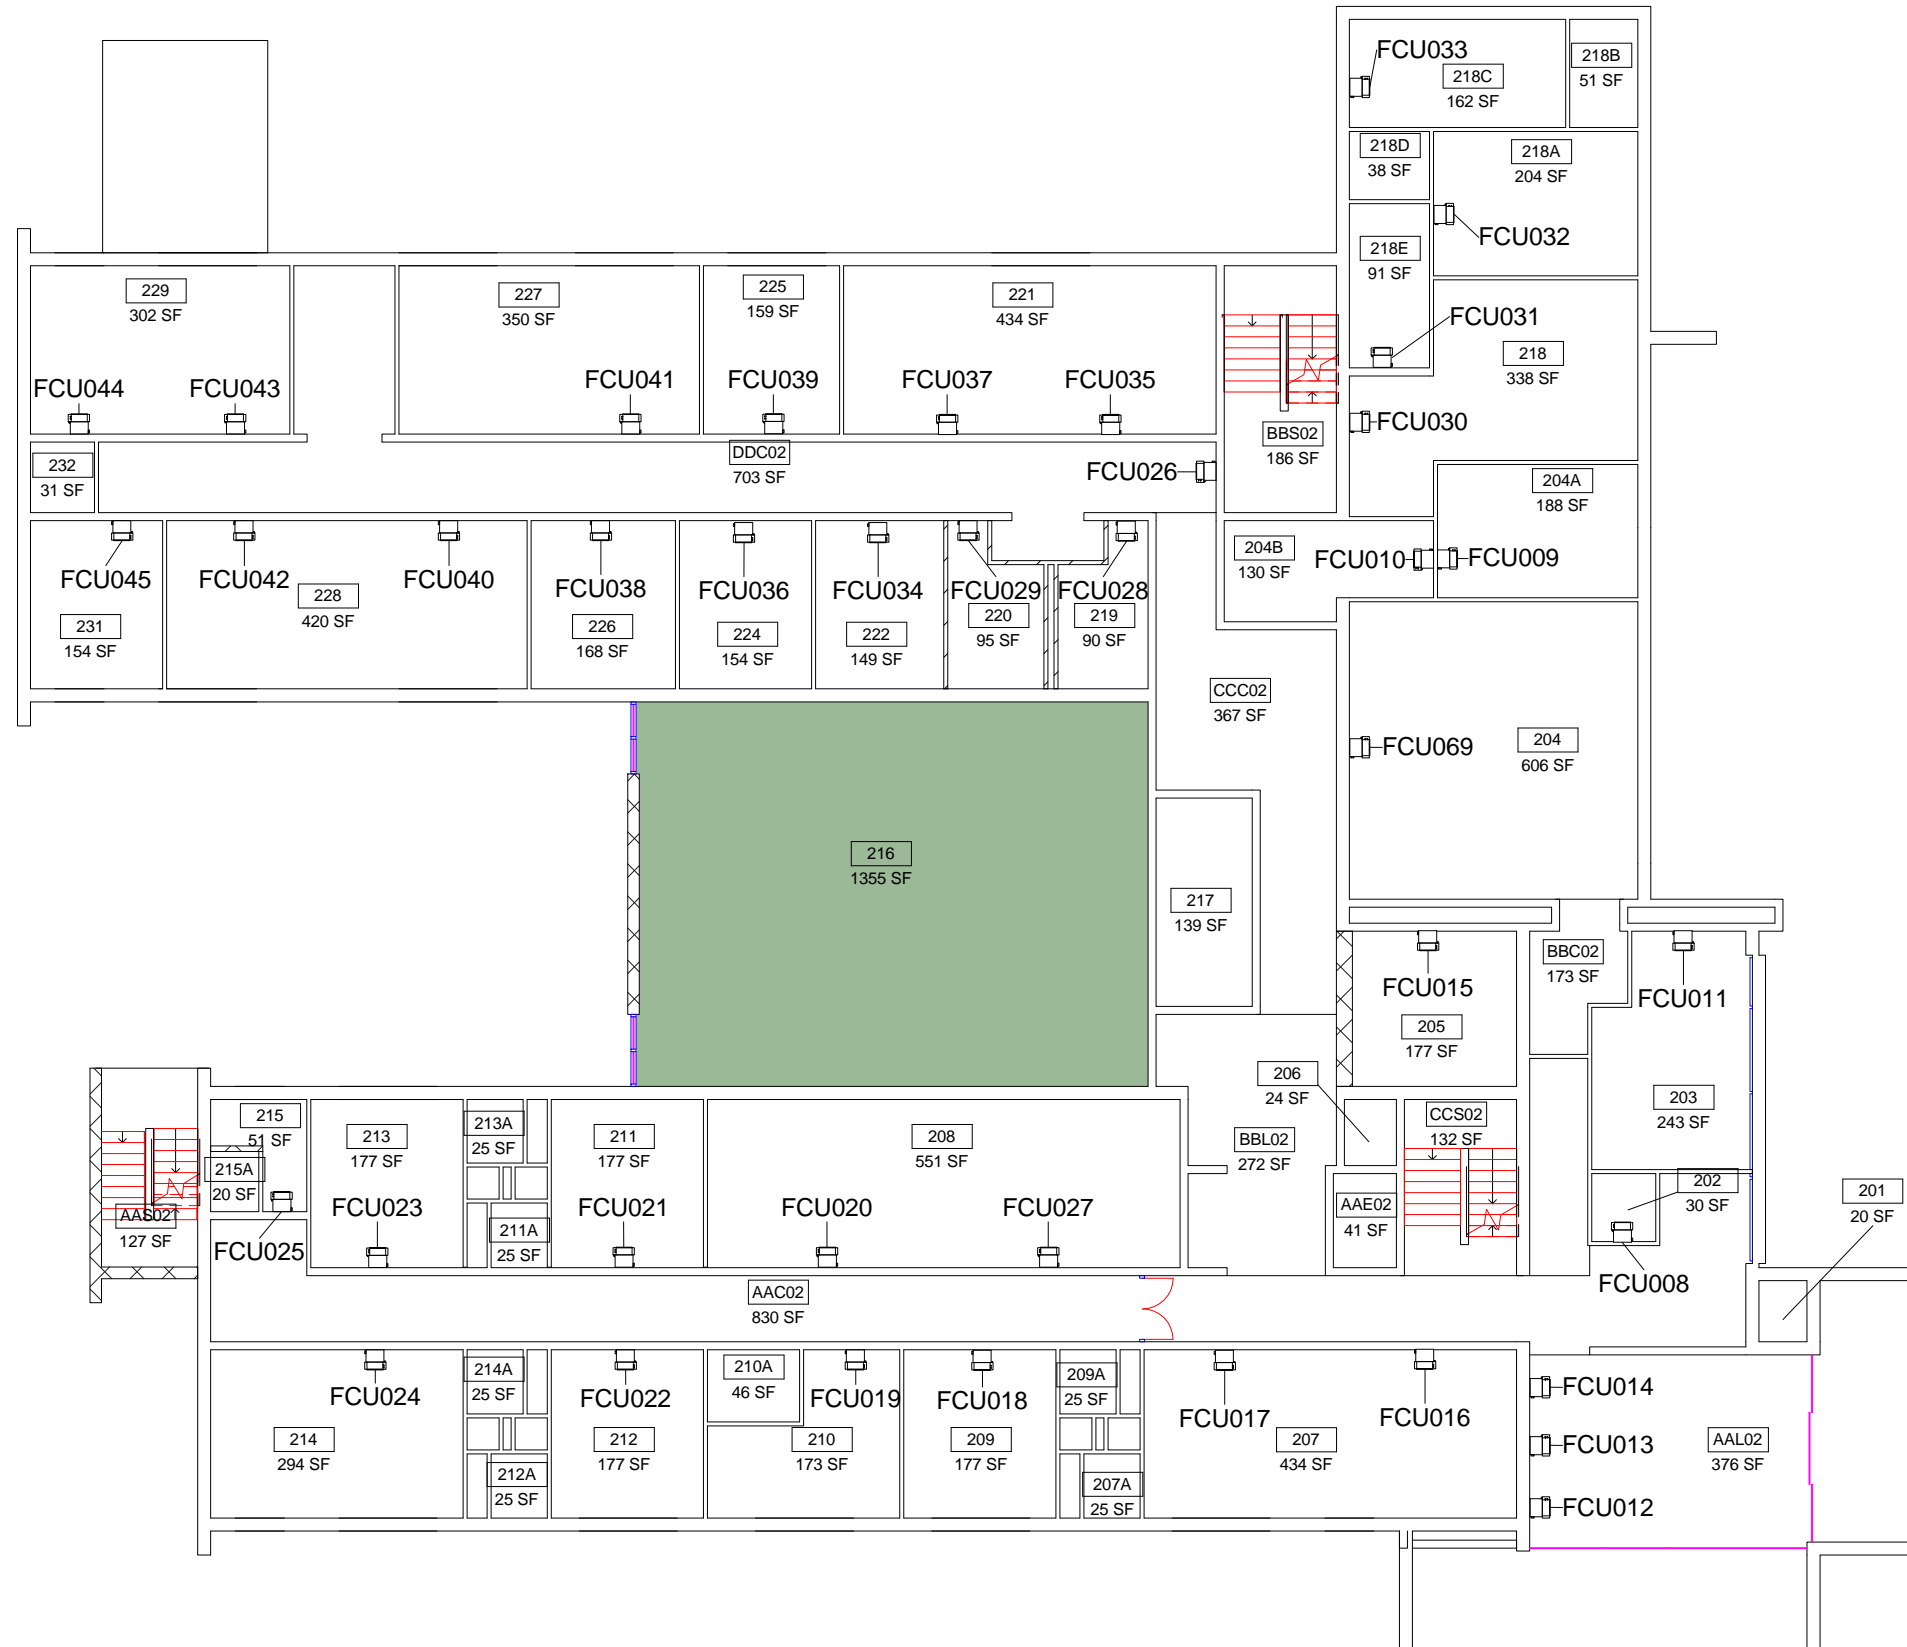 FCU033
218C
162 SF
218B
51 SF
218D
38 SF
218A
204 SF
FCU032
218E
91 SF
FCU031
218
338 SF
FCU030
229
302 SF
227
350 SF
225
159 SF
221
434 SF
FCU044
FCU043
FCU041
FCU039
FCU037
FCU035
BBS02
186 SF
232
31 SF
DDC02
703 SF
FCU026
204A
188 SF
204B
130 SF
FCU010
FCU009
FCU045
FCU042
FCU040
FCU038
FCU036
FCU034
FCU029
FCU028
231
154 SF
228
420 SF
226
168 SF
224
154 SF
222
149 SF
220
95 SF
219
90 SF
CCC02
367 SF
FCU069
204
606 SF
216
1355 SF
217
139 SF
FCU015
205
177 SF
BBC02
173 SF
FCU011
203
243 SF
206
24 SF
CCS02
132 SF
BBL02
272 SF
AAE02
41 SF
202
30 SF
201
20 SF
FCU008
215
51 SF
215A
20 SF
AAS02
127 SF
FCU025
213
177 SF
FCU023
213A
25 SF
211A
25 SF
211
177 SF
FCU021
208
551 SF
FCU020
FCU027
AAC02
830 SF
FCU024
214
294 SF
214A
25 SF
212A
25 SF
FCU022
212
177 SF
210A
46 SF
FCU019
210
173 SF
FCU018
209
177 SF
209A
25 SF
207A
25 SF
FCU017
FCU016
207
434 SF
FCU014
FCU013
FCU012
AAL02
376 SF